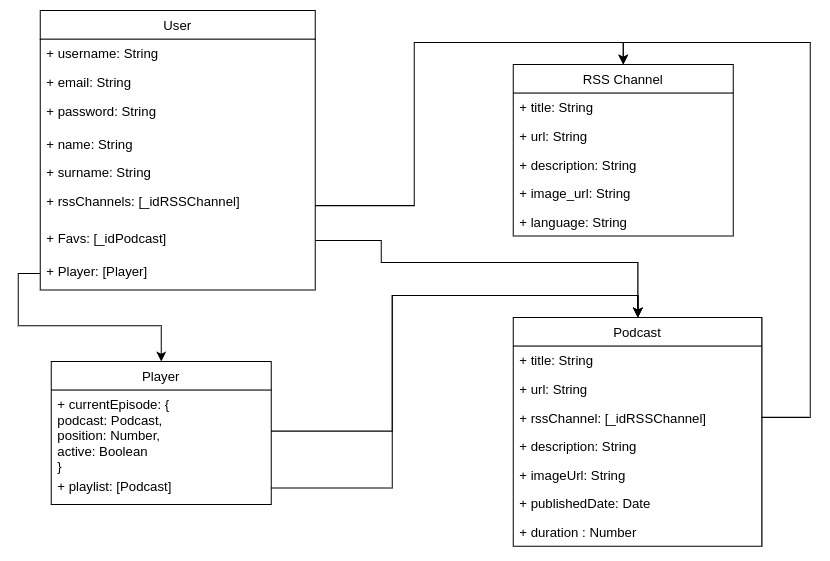 User
+ username: String
+ email: String
+ password: String
+ name: String
+ surname: String
+ rssChannels: [_idRSSChannel]
+ Favs: [_idPodcast]
+ Player: [Player]
RSS Channel
+ title: String
+ url: String
+ description: String
+ image_url: String
+ language: String
Player
+ currentEpisode: {
podcast: Podcast,
position: Number,
active: Boolean
}
+ playlist: [Podcast]
Podcast
+ title: String
+ url: String
+ rssChannel: [_idRSSChannel]
+ description: String
+ imageUrl: String
+ publishedDate: Date
+ duration : Number